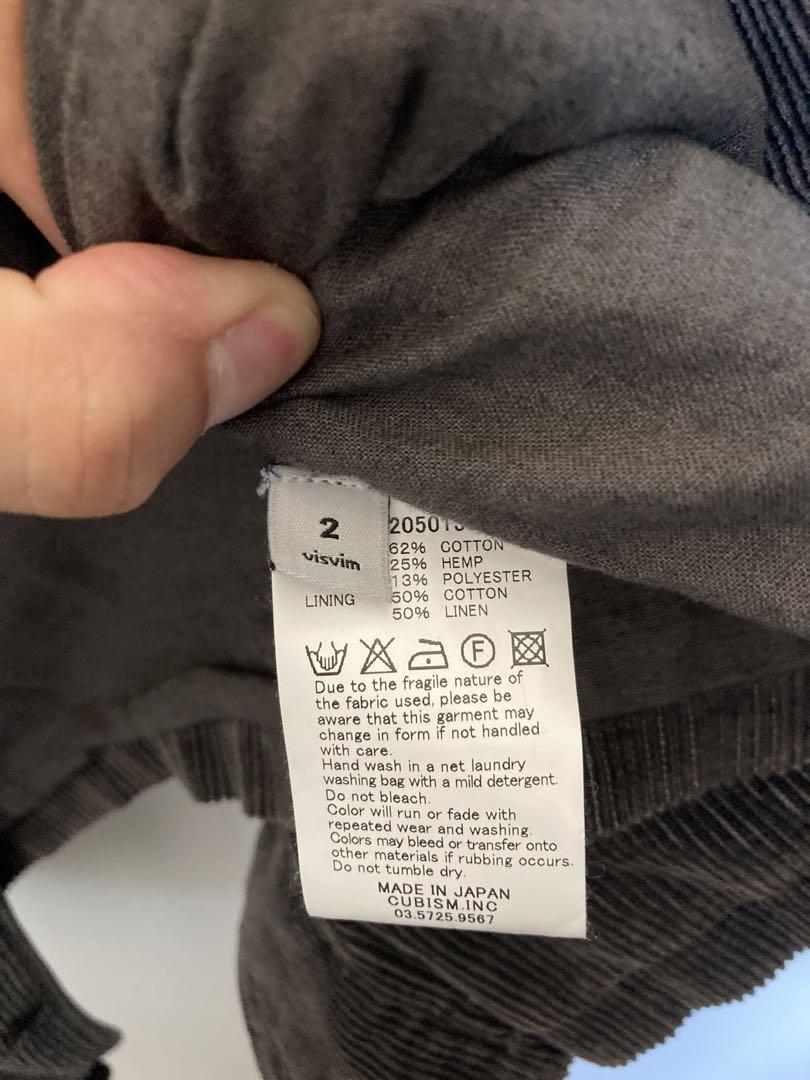 2
visvim
62% COTTON
25% HEMP
13% POLYESTER
LINING 50% COTTON
50% LINEN
F
Due to the fragile nature of
the fabric used, please be
aware that this garment may
change in form if not handled
with care.
Hand wash in a net laundry
washing bag with a mild detergent.
Do not bleach.
Color will run or fade with
repeated wear and washing.
Colors may bleed or transfer onto
other materials if rubbing occurs.
Do not tumble dry.
MADE IN JAPAN
CUBISM.INC
03.5725.9567